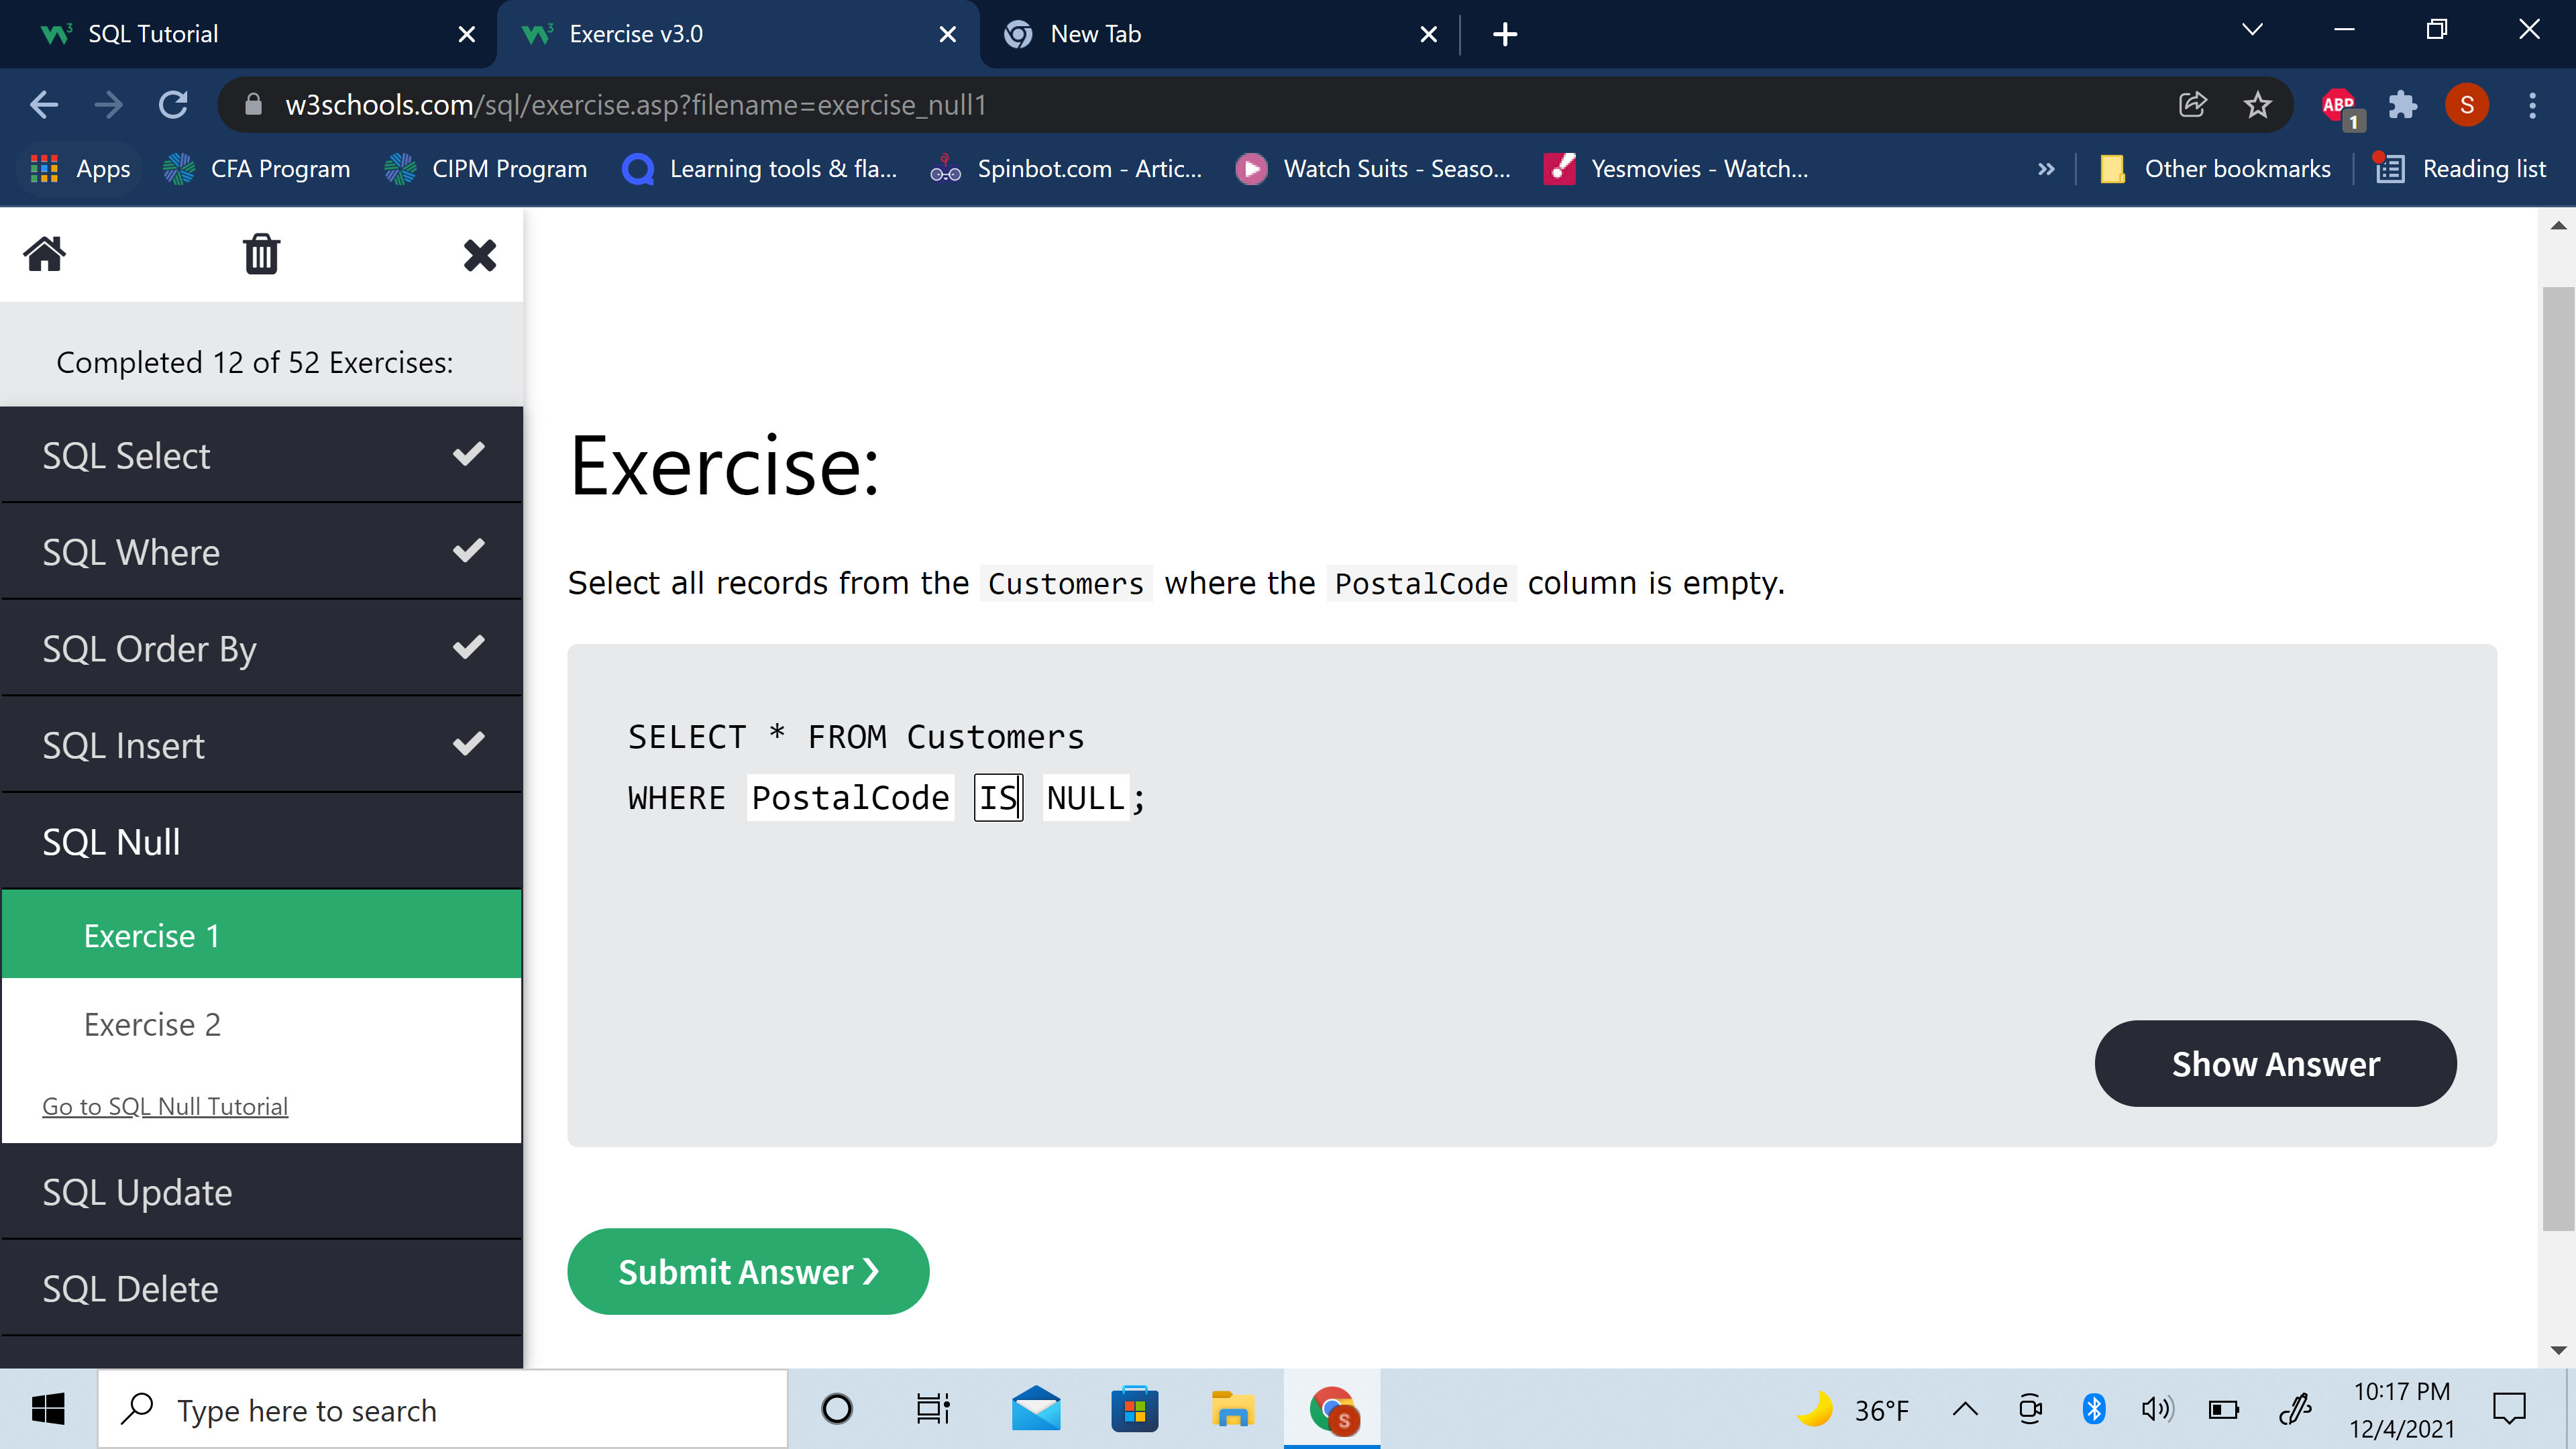 SQL Tutorial
Exercise v3.0
New Tab
w3schools.com/sql/exercise.asp?filename=exercise_null1
ABP
1
S
Apps
CFA Program
CIPM Program
Learning tools & fla...
Spinbot.com - Artic...
Watch Suits - Seaso...
Yesmovies - Watch...
»
Other bookmarks
Reading list
Completed 12 of 52 Exercises:
SQL Select
SQL Where
SQL Order By
SQL Insert
SQL Null
Exercise 1
Exercise 2
Go to SQL Null Tutorial
SQL Update
SQL Delete
Exercise:
Select all records from the Customers where the PostalCode column is empty.
SELECT * FROM Customers
WHERE PostalCode IS NULL;
Show Answer
Submit Answer ❯
Type here to search
S
36°F
10:17 PM
12/4/2021